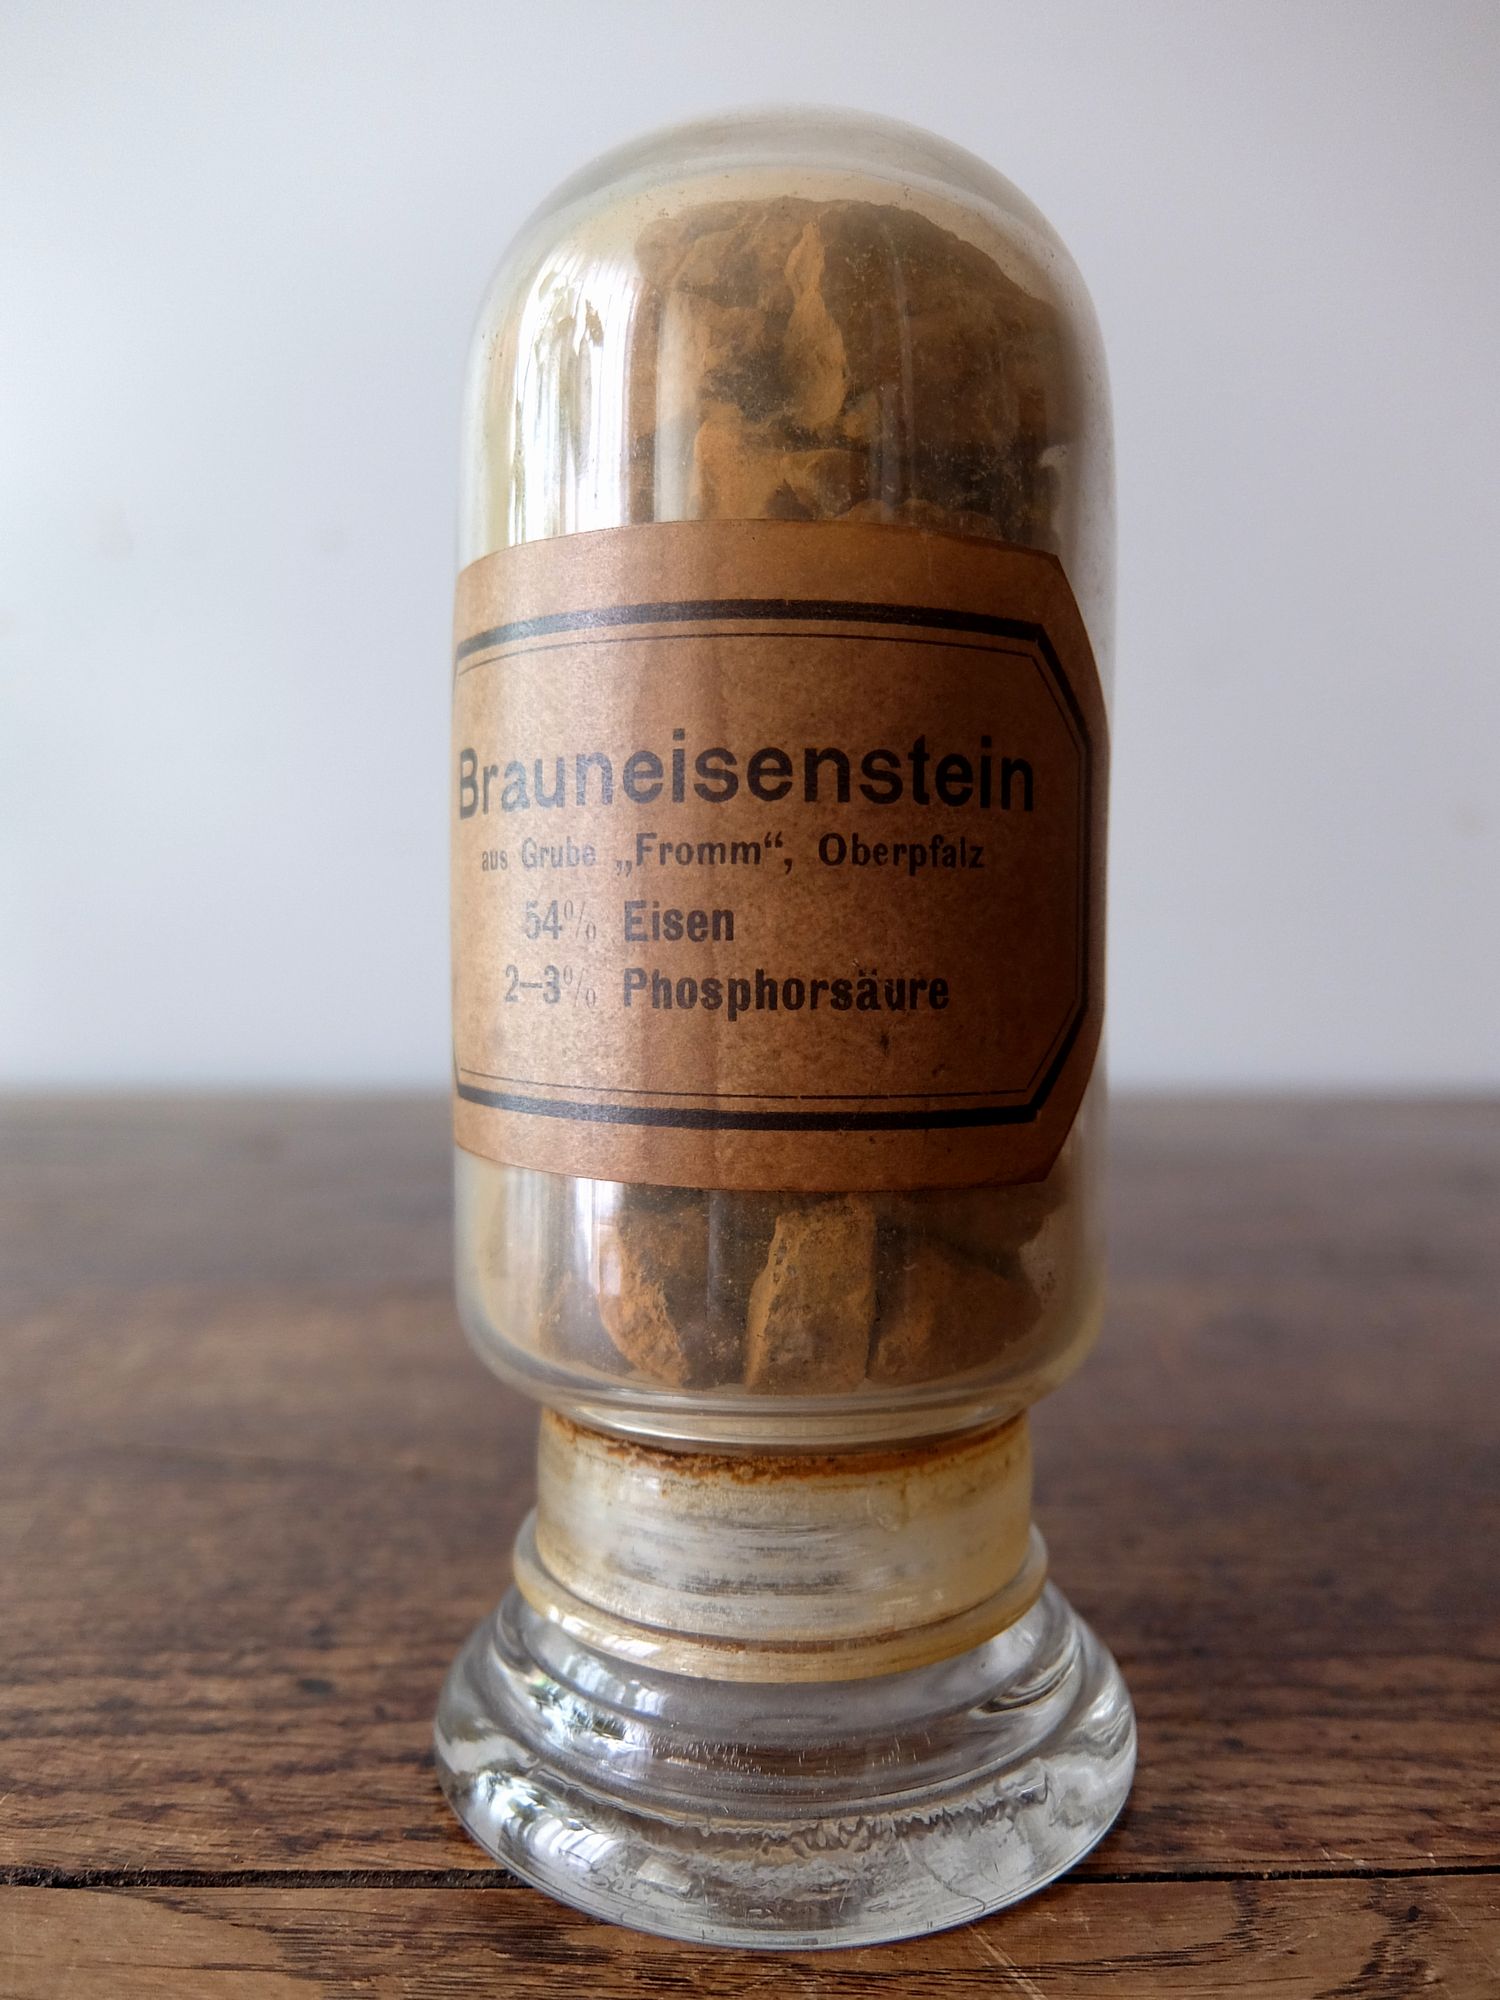 Brauneisenstein
aus Grube „Fromm“, Oberpfalz
54% Eisen
2–3% Phosphorsäure